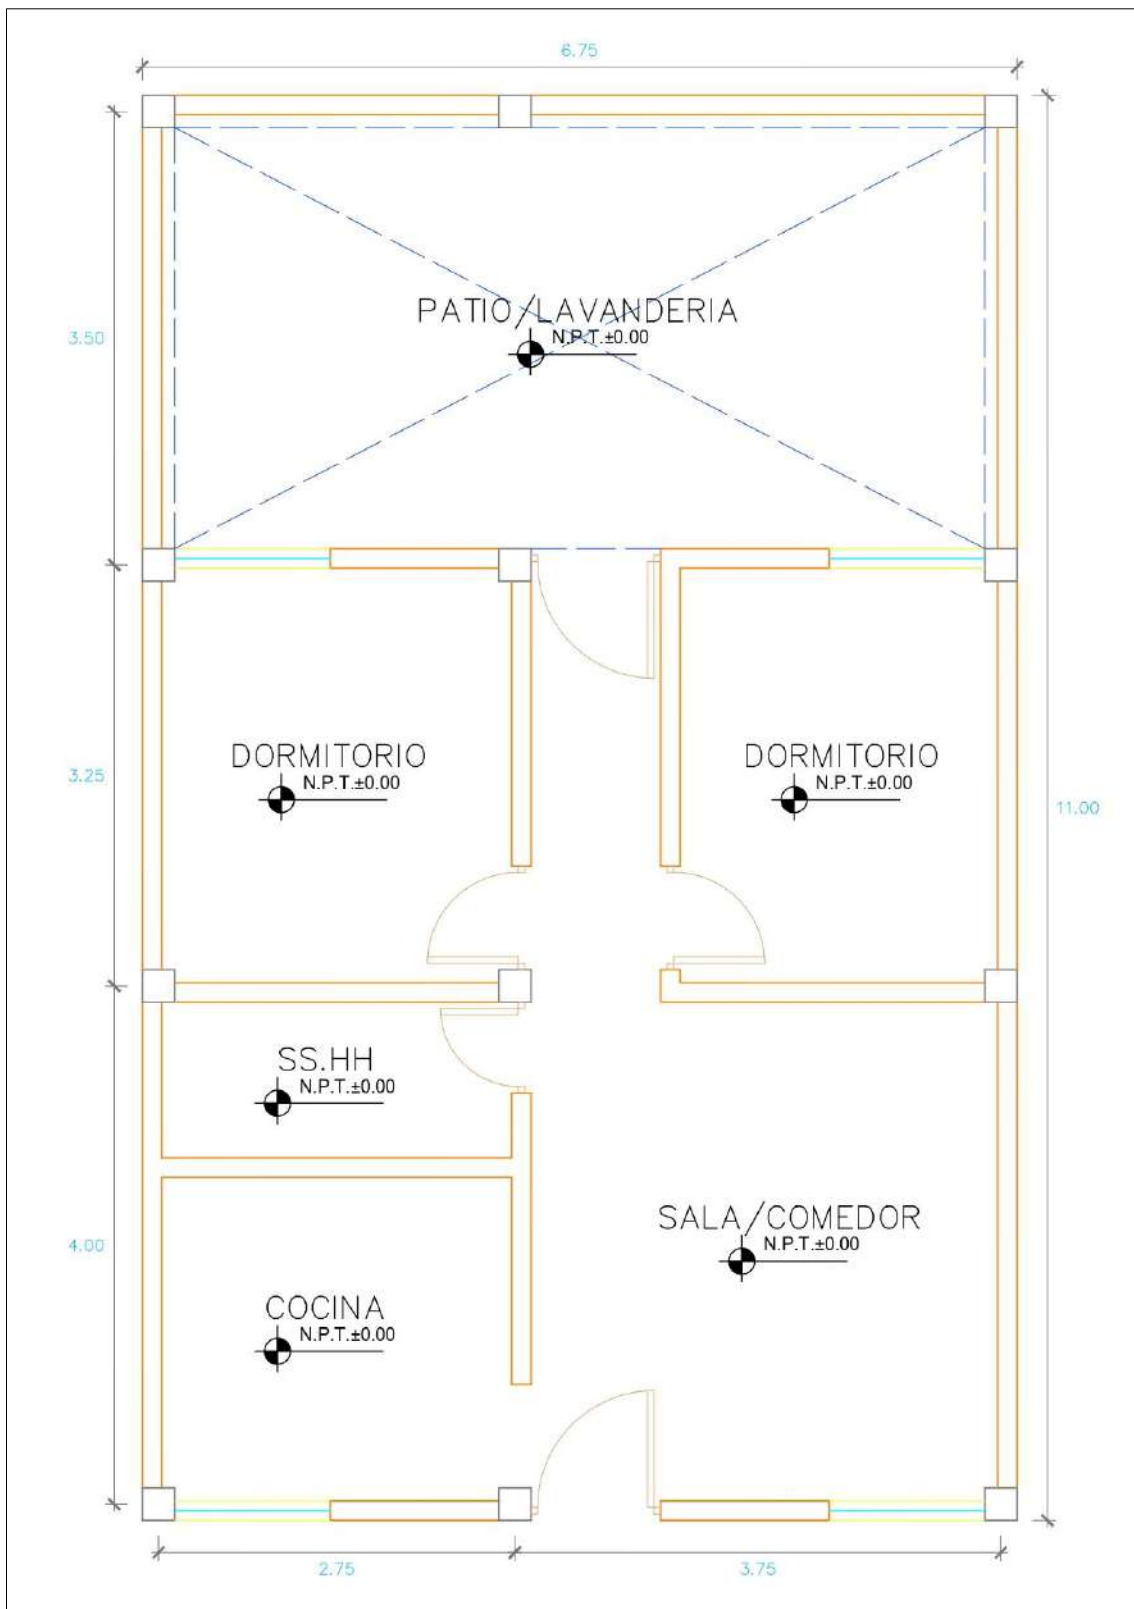 6.75
PATIO/LAVANDERIA
N.P.T.±0.00
3.50
DORMITORIO
N.P.T.±0.00
DORMITORIO
N.P.T.±0.00
3.25
11.00
SS.HH
N.P.T.±0.00
SALA/COMEDOR
N.P.T.±0.00
4.00
COCINA
N.P.T.±0.00
2.75
3.75